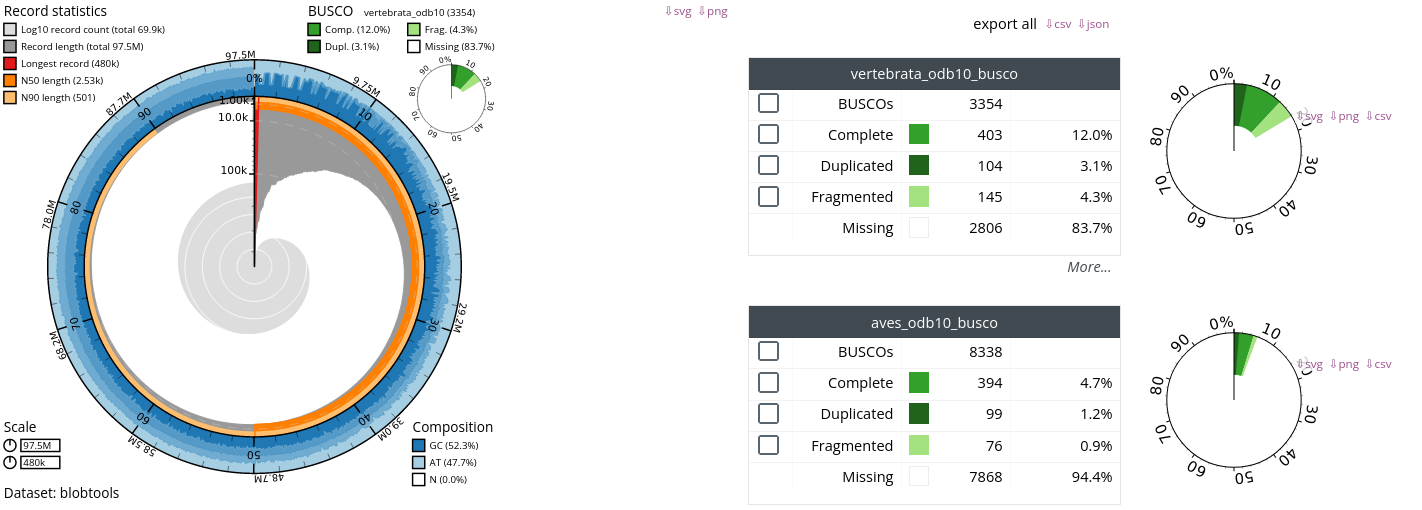 Record statistics
Log10 record count (total 69.9k)
Record length (total 97.5M)
Longest record (480k)
N50 length (2.53k)
N90 length (501)
BUSCO vertebrata_odb10 (3354)
Comp. (12.0%) Frag. (4.3%)
Dupl. (3.1%) Missing (83.7%)
0% 10 20 30 40 50 60 70 80 90
97.5M 9.75M 19.5M 29.2M 39.0M 48.7M 58.5M 68.2M 78.0M 87.7M
0% 10 20 30 40 50 60 70 80 90
1.00k
10.0k
100k
Scale
97.5M
480k
Dataset: blobtools
Composition
GC (52.3%)
AT (47.7%)
N (0.0%)
⇩svg ⇩png
export all ⇩csv ⇩json
vertebrata_odb10_busco
BUSCOs 3354
Complete 403 12.0%
Duplicated 104 3.1%
Fragmented 145 4.3%
Missing 2806 83.7%
More...
0% 10 30 40 50 60 70 80 90
⇩svg ⇩png ⇩csv
aves_odb10_busco
BUSCOs 8338
Complete 394 4.7%
Duplicated 99 1.2%
Fragmented 76 0.9%
Missing 7868 94.4%
0% 10 30 40 50 60 70 80 90
⇩svg ⇩png ⇩csv